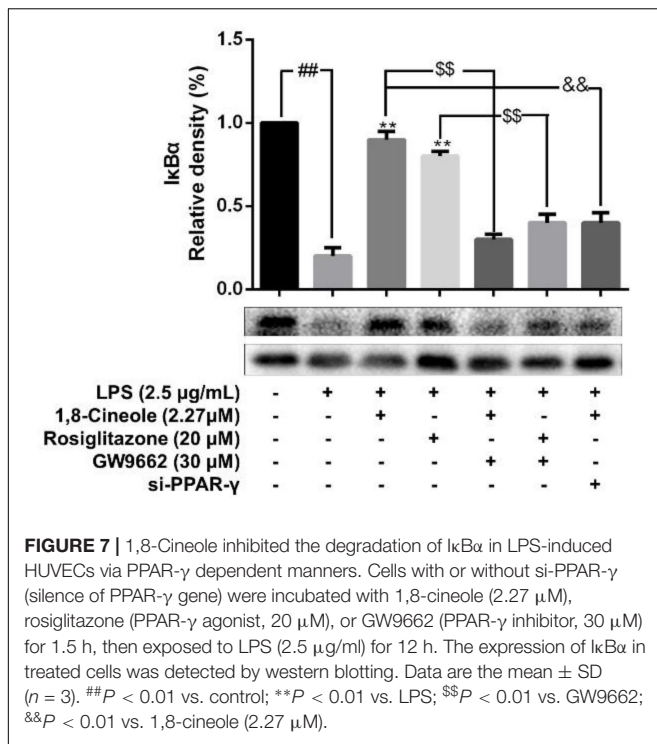 1.5
1.0
0.5
0.0
IκBα
Relative density (%)
##
**
**
$$
$$
&&
LPS (2.5 µg/mL) - + + + + + +
1,8-Cineole (2.27µM) - - + - + - +
Rosiglitazone (20 µM) - - - + - + -
GW9662 (30 µM) - - - - + + -
si-PPAR-γ - - - - - - +
FIGURE 7 | 1,8-Cineole inhibited the degradation of IκBα in LPS-induced
HUVECs via PPAR-γ dependent manners. Cells with or without si-PPAR-γ
(silence of PPAR-γ gene) were incubated with 1,8-cineole (2.27 μM),
rosiglitazone (PPAR-γ agonist, 20 μM), or GW9662 (PPAR-γ inhibitor, 30 μM)
for 1.5 h, then exposed to LPS (2.5 μg/ml) for 12 h. The expression of IκBα in
treated cells was detected by western blotting. Data are the mean ± SD
(n = 3). ##P < 0.01 vs. control; **P < 0.01 vs. LPS; $$P < 0.01 vs. GW9662;
&&P < 0.01 vs. 1,8-cineole (2.27 μM).